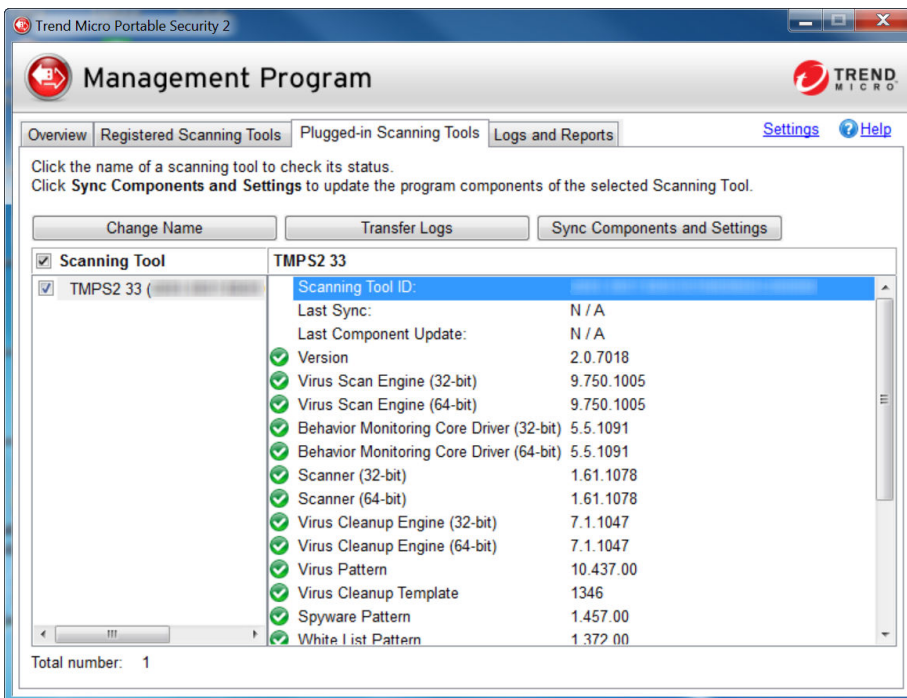 Trend Micro Portable Security 2
Management Program
TREND
MICRO
Overview Registered Scanning Tools Plugged-in Scanning Tools Logs and Reports Settings Help
Click the name of a scanning tool to check its status.
Click Sync Components and Settings to update the program components of the selected Scanning Tool.
Change Name Transfer Logs Sync Components and Settings
Scanning Tool TMPS2 33
TMPS2 33 ( Scanning Tool ID:
Last Sync: N / A
Last Component Update: N / A
Version 2.0.7018
Virus Scan Engine (32-bit) 9.750.1005
Virus Scan Engine (64-bit) 9.750.1005
Behavior Monitoring Core Driver (32-bit) 5.5.1091
Behavior Monitoring Core Driver (64-bit) 5.5.1091
Scanner (32-bit) 1.61.1078
Scanner (64-bit) 1.61.1078
Virus Cleanup Engine (32-bit) 7.1.1047
Virus Cleanup Engine (64-bit) 7.1.1047
Virus Pattern 10.437.00
Virus Cleanup Template 1346
Spyware Pattern 1.457.00
White List Pattern 1.372.00
Total number: 1